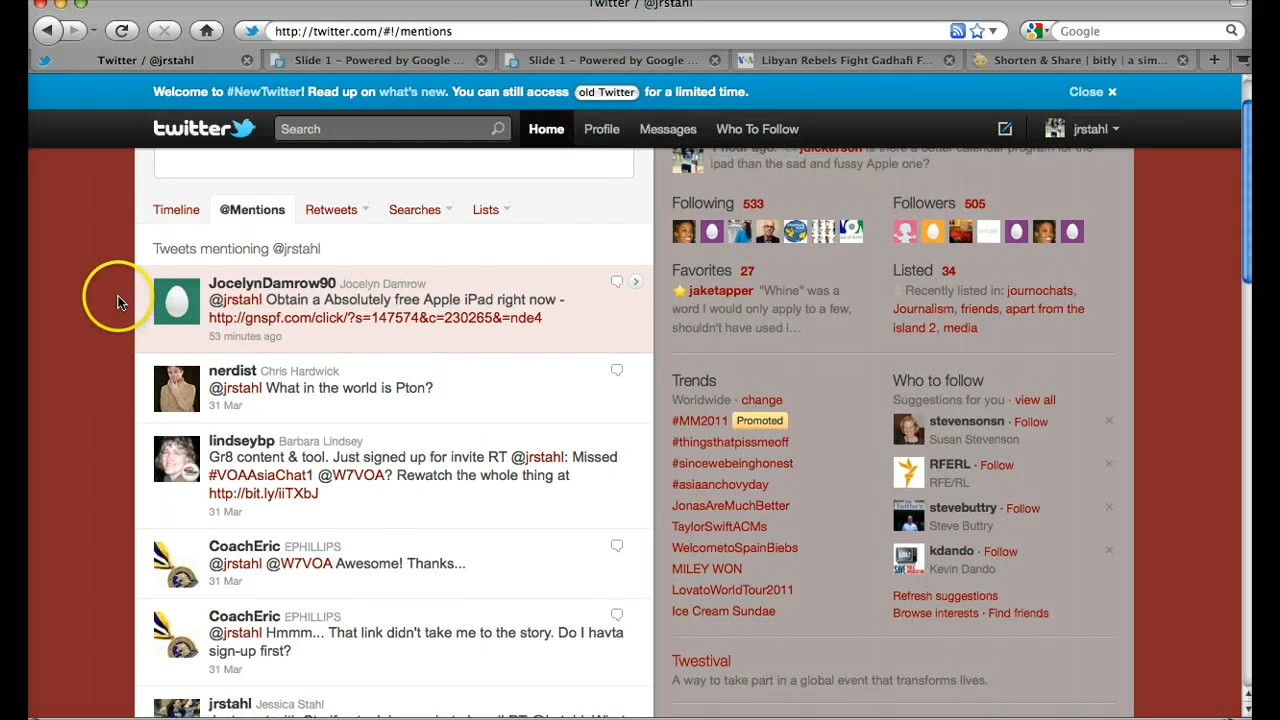 Twitter / @jrstahl
http://twitter.com/#!/mentions
Google
Twitter / @jrstahl
Slide 1 - Powered by Google ...
Slide 1 - Powered by Google ...
Libyan Rebels Fight Gadhafi F...
Shorten & Share | bitly | a sim...
Welcome to #NewTwitter! Read up on what's new. You can still access old Twitter for a limited time.
Close ×
twitter
Search
Home
Profile
Messages
Who To Follow
jrstahl
Timeline
@Mentions
Retweets
Searches
Lists
Tweets mentioning @jrstahl
JocelynDamrow90 Jocelyn Damrow
@jrstahl Obtain a Absolutely free Apple iPad right now -
http://gnspf.com/click/?s=147574&c=230265&=nde4
53 minutes ago
nerdist Chris Hardwick
@jrstahl What in the world is Pton?
31 Mar
lindseybp Barbara Lindsey
Gr8 content & tool. Just signed up for invite RT @jrstahl: Missed
#VOAAsiaChat1 @W7VOA? Rewatch the whole thing at
http://bit.ly/iiTXbJ
31 Mar
CoachEric EPHILLIPS
@jrstahl @W7VOA Awesome! Thanks...
31 Mar
CoachEric EPHILLIPS
@jrstahl Hmmm... That link didn't take me to the story. Do I havta
sign-up first?
31 Mar
jrstahl Jessica Stahl
1 hour ago: @jdickerson is there a better calendar program for the
ipad than the sad and fussy Apple one?
Following 533
Followers 505
Favorites 27
jaketapper "Whine" was a
word I would only apply to a few,
shouldn't have used i...
Listed 34
Recently listed in: journochats,
Journalism, friends, apart from the
island 2, media
Trends
Worldwide · change
#MM2011 Promoted
#thingsthatpissmeoff
#sincewebeinghonest
#asianchovyday
JonasAreMuchBetter
TaylorSwiftACMs
WelcometoSpainBiebs
MILEY WON
LovatoWorldTour2011
Ice Cream Sundae
Who to follow
Suggestions for you · view all
stevensonsn · Follow
Susan Stevenson
RFERL · Follow
RFE/RL
stevebuttry · Follow
Steve Buttry
kdando · Follow
Kevin Dando
Refresh suggestions
Browse interests · Find friends
Twestival
A way to take part in a global event that transforms lives.